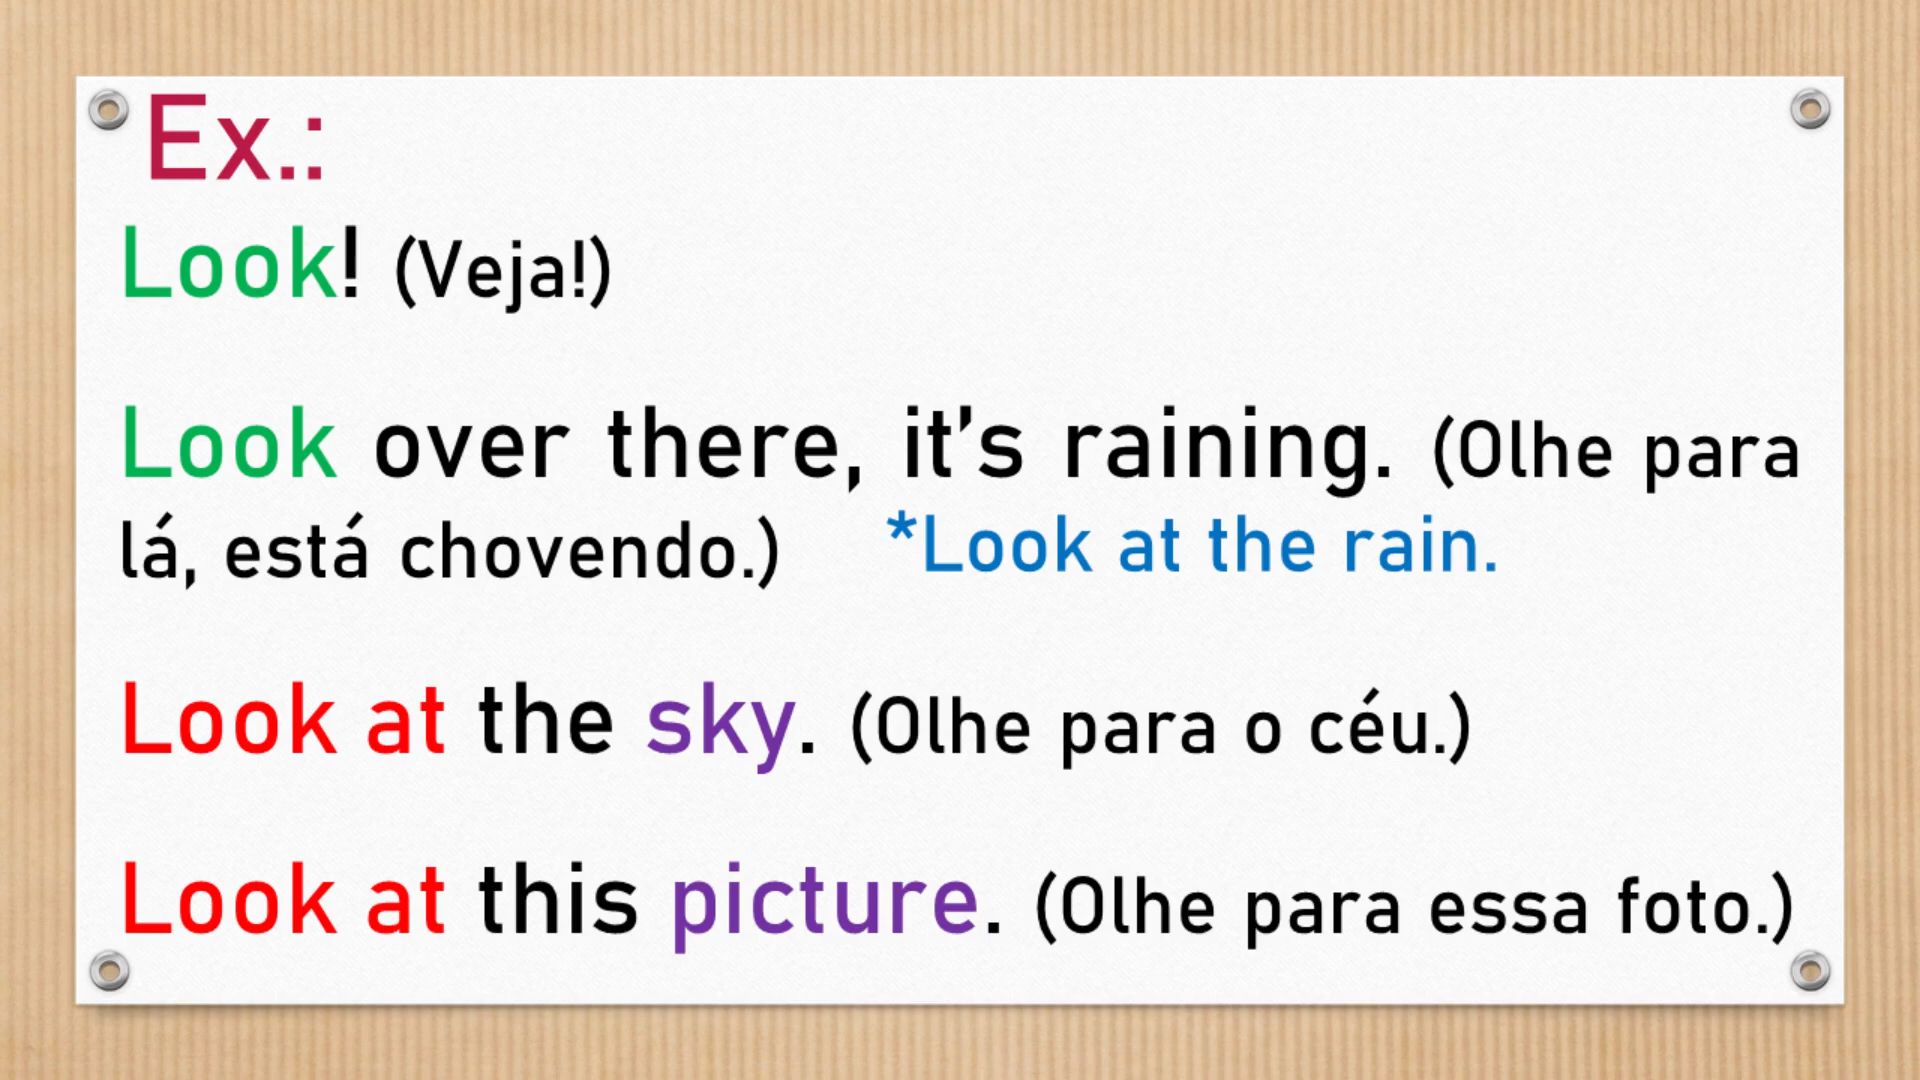 Ex.:
Look! (Veja!)
Look over there, it's raining. (Olhe para
lá, está chovendo.) *Look at the rain.
Look at the sky. (Olhe para o céu.)
Look at this picture. (Olhe para essa foto.)